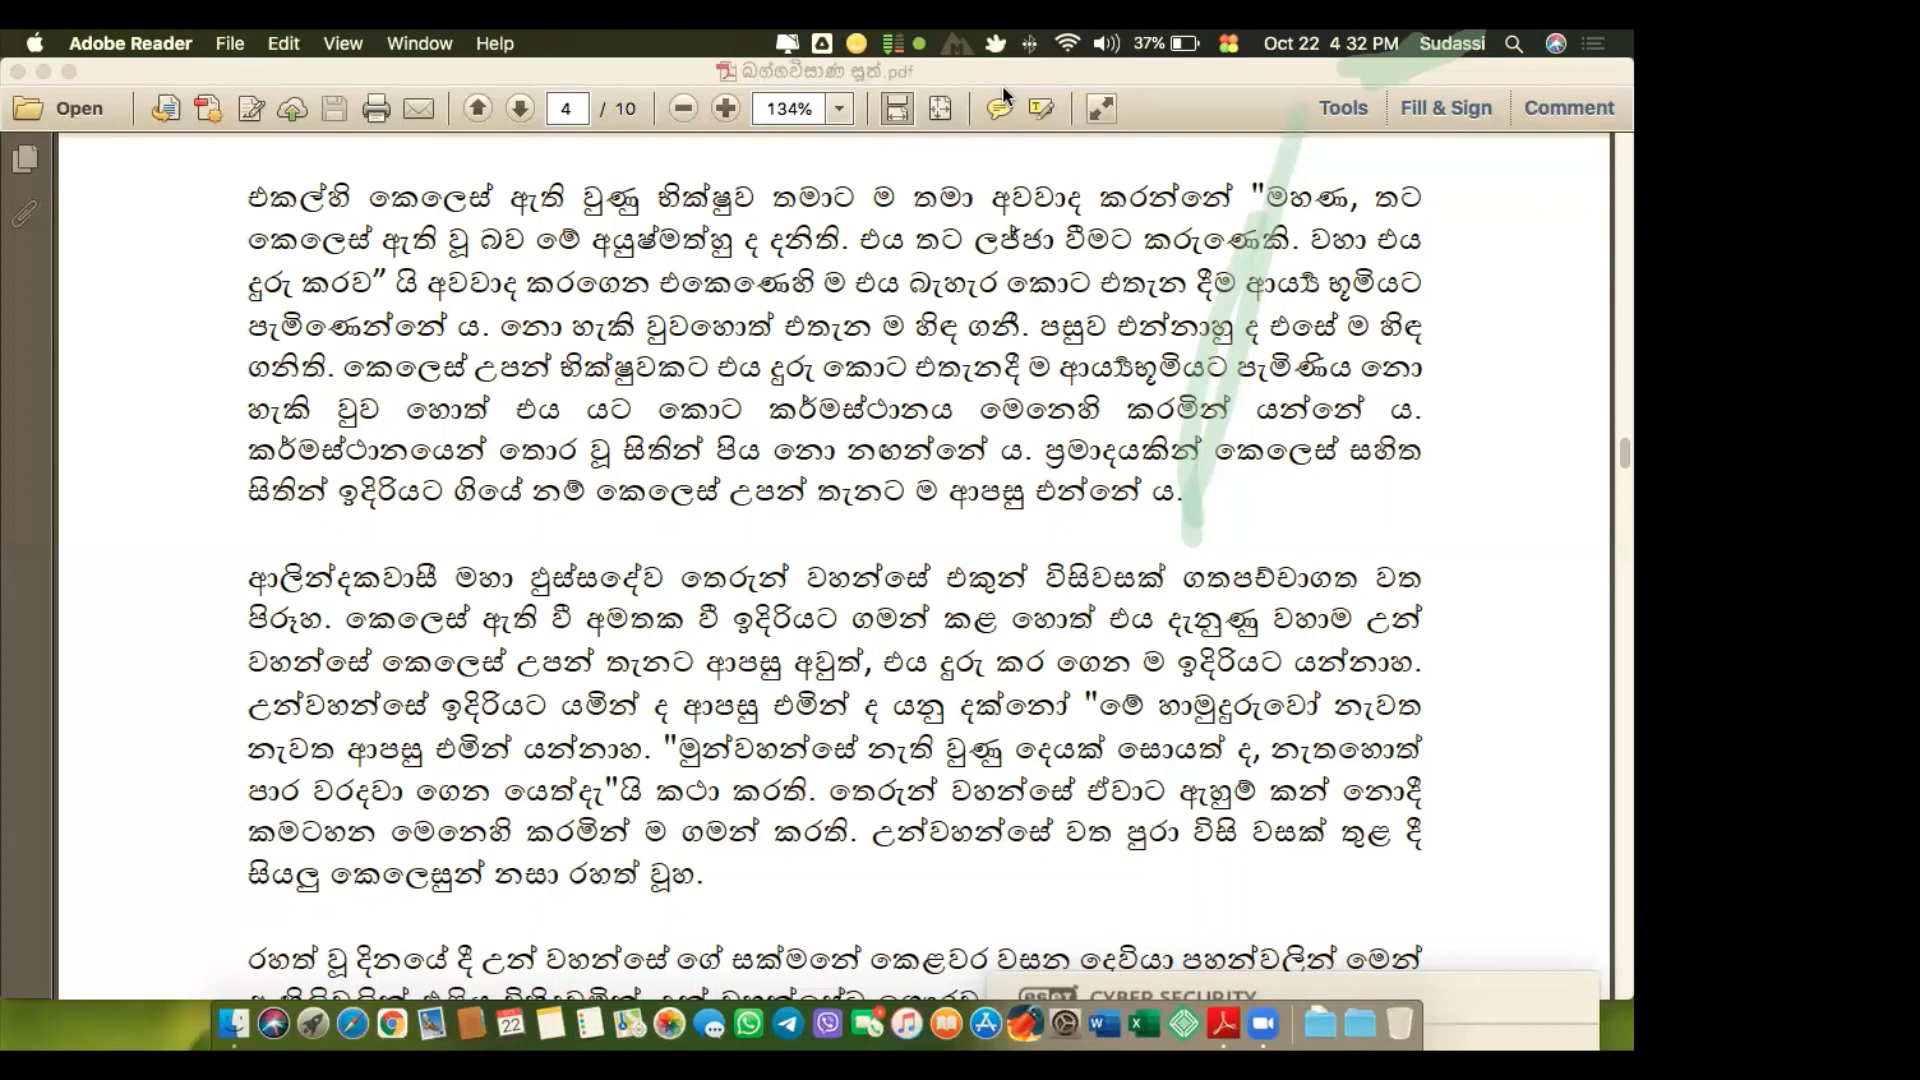 Adobe Reader File Edit View Window Help 37% Oct 22 4:32 PM Sudassi
ඛග්ගවිසාණ සූත්‍ර.pdf
Open 4 / 10 134% Tools Fill & Sign Comment
එකල්හි කෙලෙස් ඇති වුණු භික්ෂුව තමාට ම තමා අවවාද කරන්නේ "මහණ, තට
කෙලෙස් ඇති වූ බව මේ අයුෂ්මත්හු ද දනිති. එය තට ලජ්ජා වීමට කරුණෙකි. වහා එය
දුරු කරව” යි අවවාද කරගෙන එකෙණෙහි ම එය බැහැර කොට එතැන දීම ආර්‍ය්‍ය භූමියට
පැමිණෙන්නේ ය. නො හැකි වුවහොත් එතැන ම හිඳ ගනී. පසුව එන්නාහු ද එසේ ම හිඳ
ගනිති. කෙලෙස් උපන් භික්ෂුවකට එය දුරු කොට එතැනදී ම ආර්‍ය්‍යභූමියට පැමිණිය නො
හැකි වුව හොත් එය යට කොට කර්මස්ථානය මෙනෙහි කරමින් යන්නේ ය.
කර්මස්ථානයෙන් තොර වූ සිතින් පිය නො නඟන්නේ ය. ප්‍රමාදයකින් කෙලෙස් සහිත
සිතින් ඉදිරියට ගියේ නම් කෙලෙස් උපන් තැනට ම ආපසු එන්නේ ය.
ආලින්දකවාසී මහා ඵුස්සදේව තෙරුන් වහන්සේ එකුන් විසිවසක් ගතපච්චාගත වත
පිරූහ. කෙලෙස් ඇති වී අමතක වී ඉදිරියට ගමන් කළ හොත් එය දැනුණු වහාම උන්
වහන්සේ කෙලෙස් උපන් තැනට ආපසු අවුත්, එය දුරු කර ගෙන ම ඉදිරියට යන්නාහ.
උන්වහන්සේ ඉදිරියට යමින් ද ආපසු එමින් ද යනු දක්නෝ "මේ හාමුදුරුවෝ නැවත
නැවත ආපසු එමින් යන්නාහ. "මුන්වහන්සේ නැති වුණු දෙයක් සොයත් ද, නැතහොත්
පාර වරදවා ගෙන යෙත්දැ"යි කථා කරති. තෙරුන් වහන්සේ ඒවාට ඇහුම් කන් නොදී
කමටහන මෙනෙහි කරමින් ම ගමන් කරති. උන්වහන්සේ වත පුරා විසි වසක් තුළ දී
සියලු කෙලෙසුන් නසා රහත් වූහ.
රහත් වූ දිනයේ දී උන් වහන්සේ ගේ සක්මනේ කෙළවර වසන දෙවියා පහන්වලින් මෙන්
eset CYBER SECURITY
22